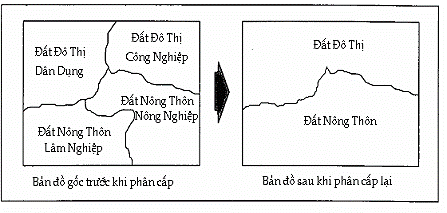 Đất Đô Thị
Dân Dụng
Đất Đô Thị
Công Nghiệp
Đất Nông Thôn
Nông Nghiệp
Đất Nông Thôn
Lâm Nghiệp
Bản đồ gốc trước khi phân cấp
Đất Đô Thị
Đất Nông Thôn
Bản đồ sau khi phân cấp lại